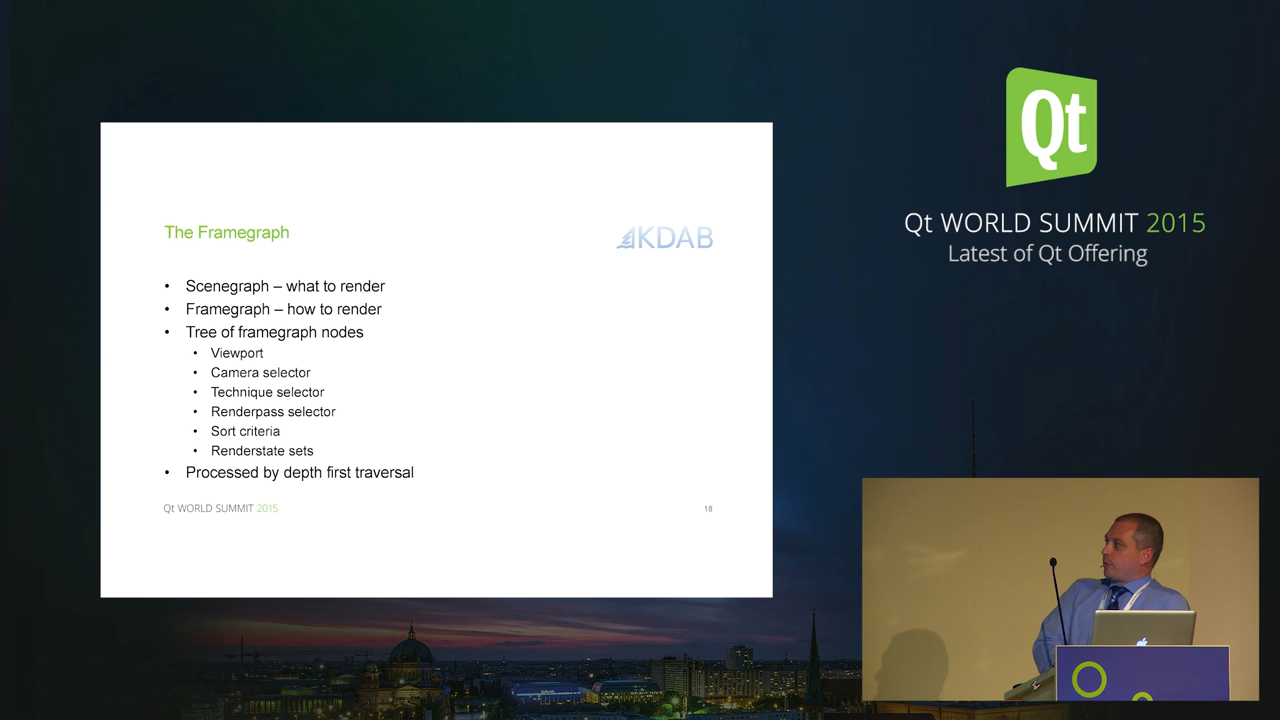 The Framegraph
KDAB
• Scenegraph – what to render
• Framegraph – how to render
• Tree of framegraph nodes
• Viewport
• Camera selector
• Technique selector
• Renderpass selector
• Sort criteria
• Renderstate sets
• Processed by depth first traversal
Qt WORLD SUMMIT 2015
18
Qt
Qt WORLD SUMMIT 2015
Latest of Qt Offering